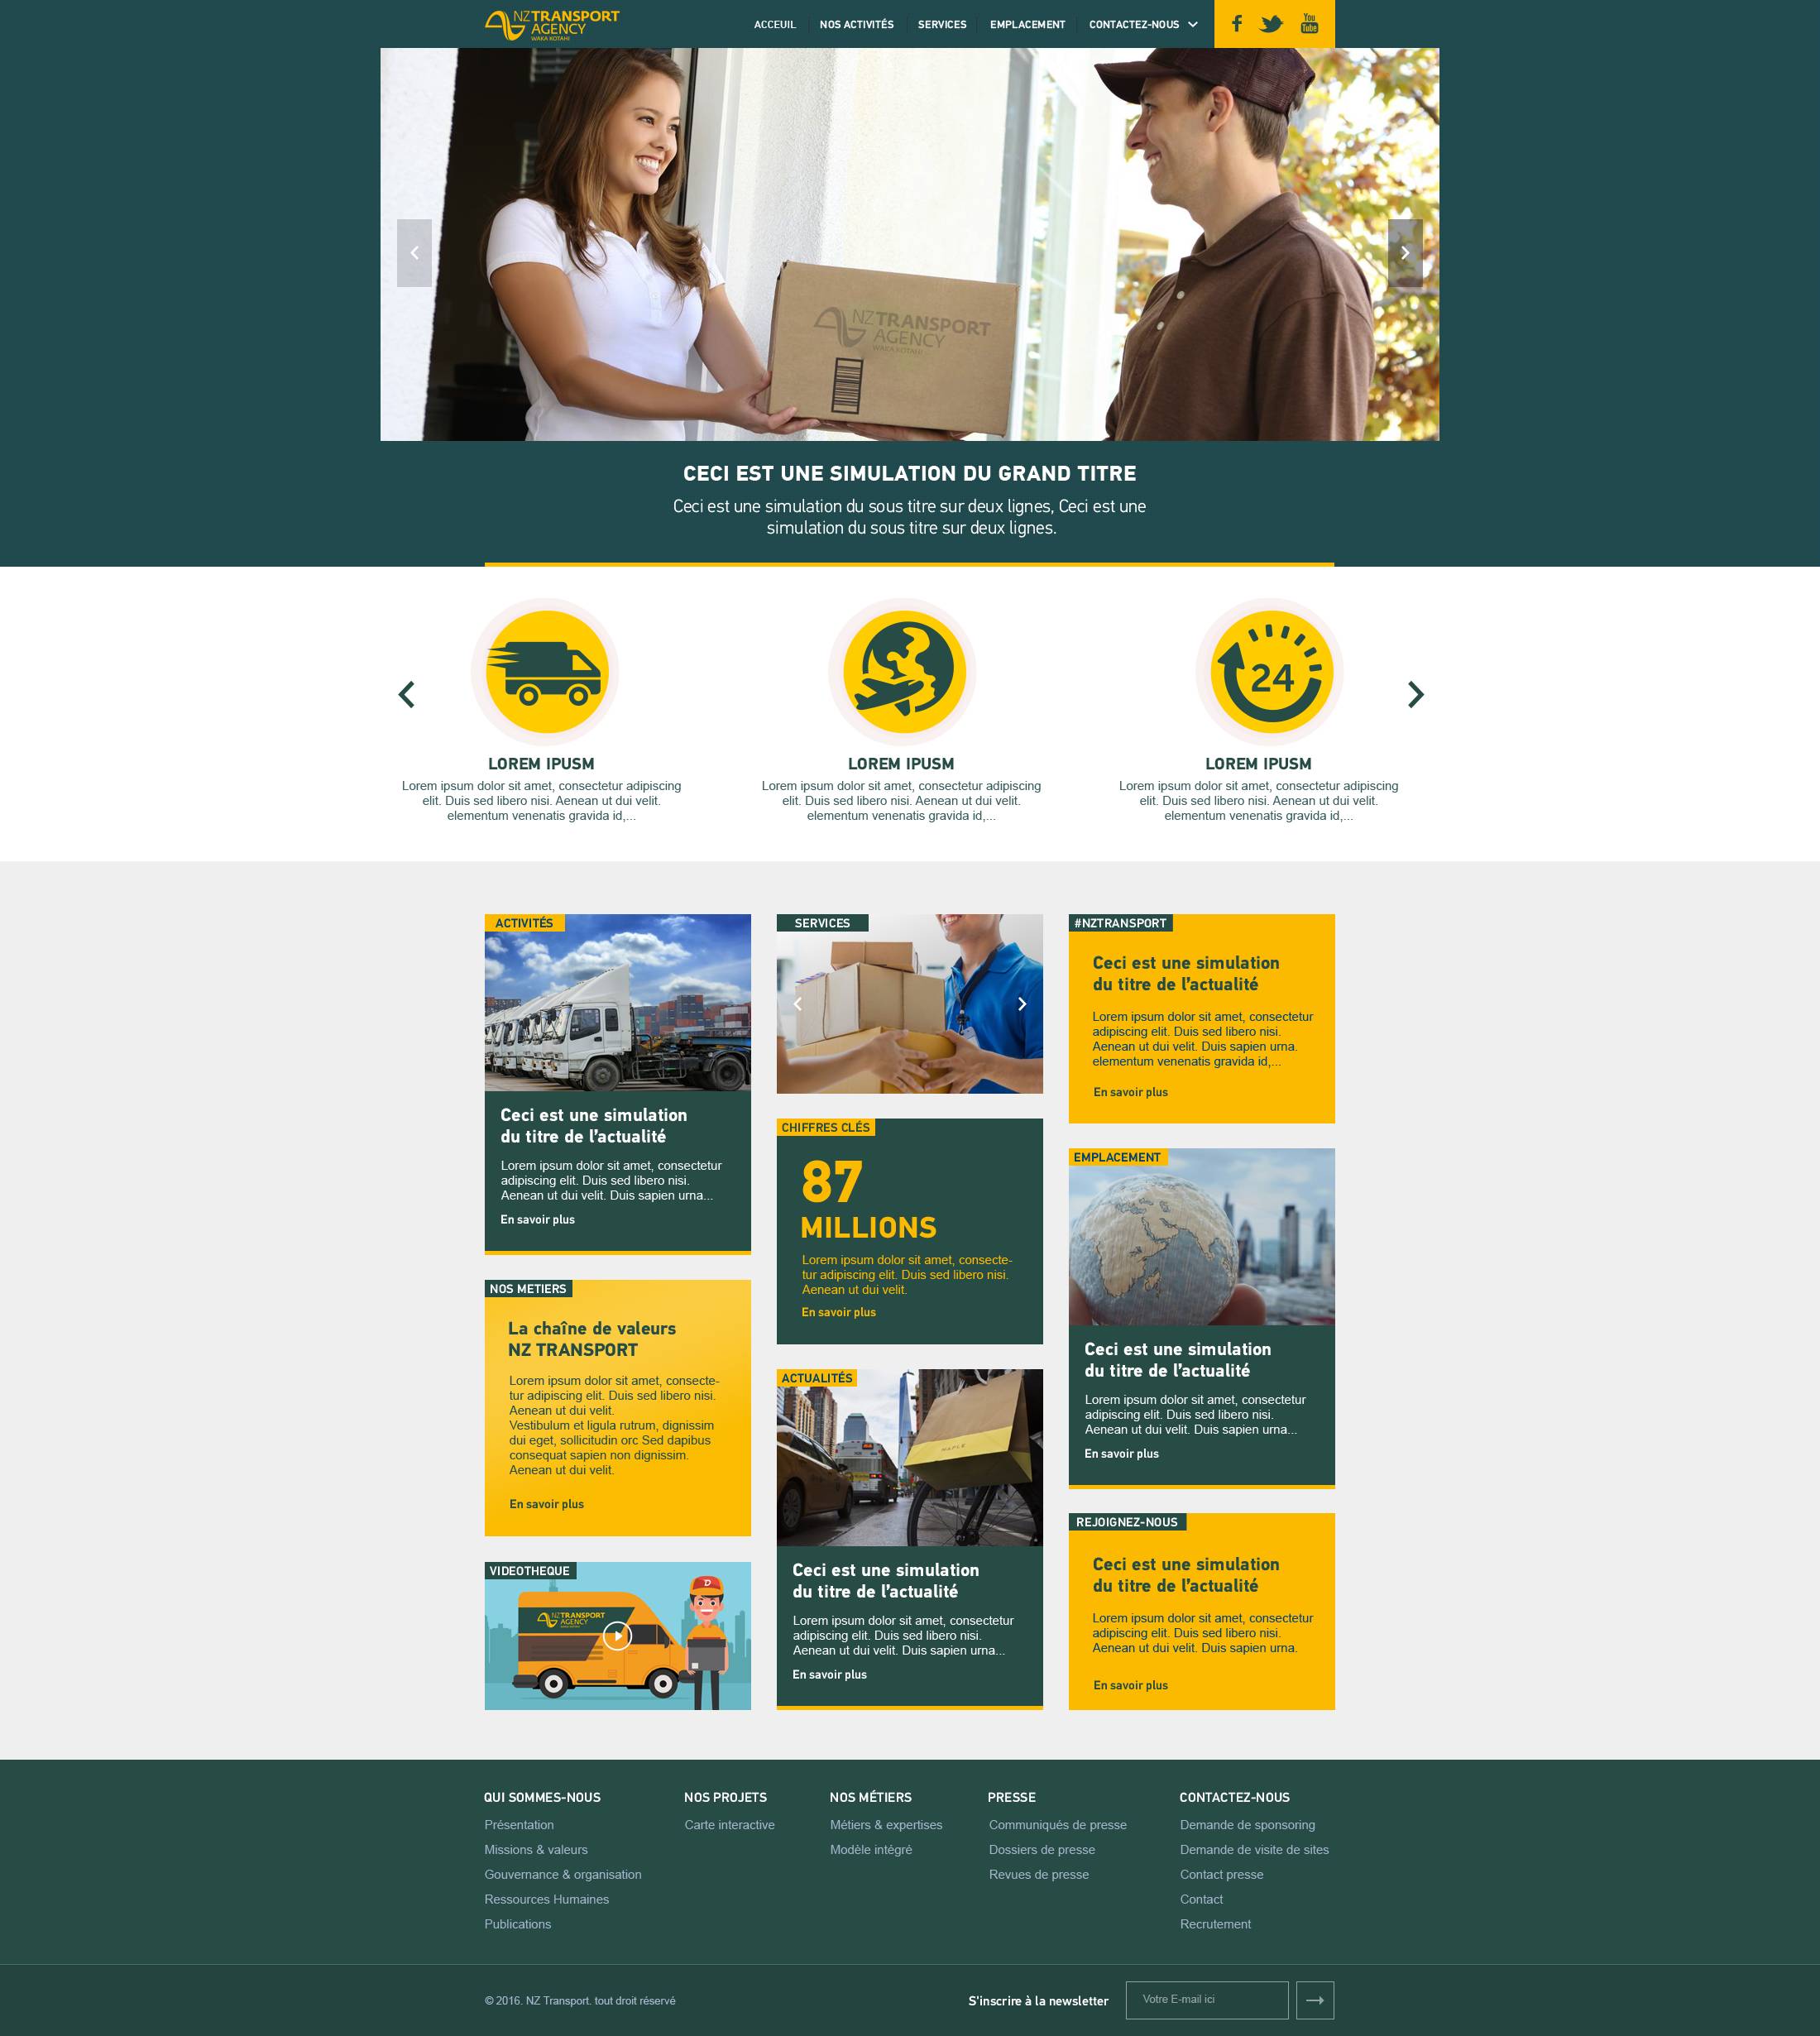 NZTRANSPORT
AGENCY
WAKA KOTAHI
ACCEUIL
NOS ACTIVITÉS
SERVICES
EMPLACEMENT
CONTACTEZ-NOUS
You
Tube
NZTRANSPORT
AGENCY
WAKA KOTAHI
CECI EST UNE SIMULATION DU GRAND TITRE
Ceci est une simulation du sous titre sur deux lignes, Ceci est une
simulation du sous titre sur deux lignes.
24
LOREM IPUSM
Lorem ipsum dolor sit amet, consectetur adipiscing
elit. Duis sed libero nisi. Aenean ut dui velit.
elementum venenatis gravida id,...
LOREM IPUSM
Lorem ipsum dolor sit amet, consectetur adipiscing
elit. Duis sed libero nisi. Aenean ut dui velit.
elementum venenatis gravida id,...
LOREM IPUSM
Lorem ipsum dolor sit amet, consectetur adipiscing
elit. Duis sed libero nisi. Aenean ut dui velit.
elementum venenatis gravida id,...
ACTIVITÉS
Ceci est une simulation
du titre de l’actualité
Lorem ipsum dolor sit amet, consectetur
adipiscing elit. Duis sed libero nisi.
Aenean ut dui velit. Duis sapien urna...
En savoir plus
NOS METIERS
La chaîne de valeurs
NZ TRANSPORT
Lorem ipsum dolor sit amet, consecte-
tur adipiscing elit. Duis sed libero nisi.
Aenean ut dui velit.
Vestibulum et ligula rutrum, dignissim
dui eget, sollicitudin orc Sed dapibus
consequat sapien non dignissim.
Aenean ut dui velit.
En savoir plus
VIDEOTHEQUE
NZTRANSPORT
AGENCY
D
SERVICES
CHIFFRES CLÉS
87
MILLIONS
Lorem ipsum dolor sit amet, consecte-
tur adipiscing elit. Duis sed libero nisi.
Aenean ut dui velit.
En savoir plus
ACTUALITÉS
MAPLE
Ceci est une simulation
du titre de l’actualité
Lorem ipsum dolor sit amet, consectetur
adipiscing elit. Duis sed libero nisi.
Aenean ut dui velit. Duis sapien urna...
En savoir plus
#NZTRANSPORT
Ceci est une simulation
du titre de l’actualité
Lorem ipsum dolor sit amet, consectetur
adipiscing elit. Duis sed libero nisi.
Aenean ut dui velit. Duis sapien urna.
elementum venenatis gravida id,...
En savoir plus
EMPLACEMENT
Ceci est une simulation
du titre de l’actualité
Lorem ipsum dolor sit amet, consectetur
adipiscing elit. Duis sed libero nisi.
Aenean ut dui velit. Duis sapien urna...
En savoir plus
REJOIGNEZ-NOUS
Ceci est une simulation
du titre de l’actualité
Lorem ipsum dolor sit amet, consectetur
adipiscing elit. Duis sed libero nisi.
Aenean ut dui velit. Duis sapien urna.
En savoir plus
QUI SOMMES-NOUS
Présentation
Missions & valeurs
Gouvernance & organisation
Ressources Humaines
Publications
NOS PROJETS
Carte interactive
NOS MÉTIERS
Métiers & expertises
Modèle intégré
PRESSE
Communiqués de presse
Dossiers de presse
Revues de presse
CONTACTEZ-NOUS
Demande de sponsoring
Demande de visite de sites
Contact presse
Contact
Recrutement
© 2016. NZ Transport. tout droit réservé
S'inscrire à la newsletter
Votre E-mail ici